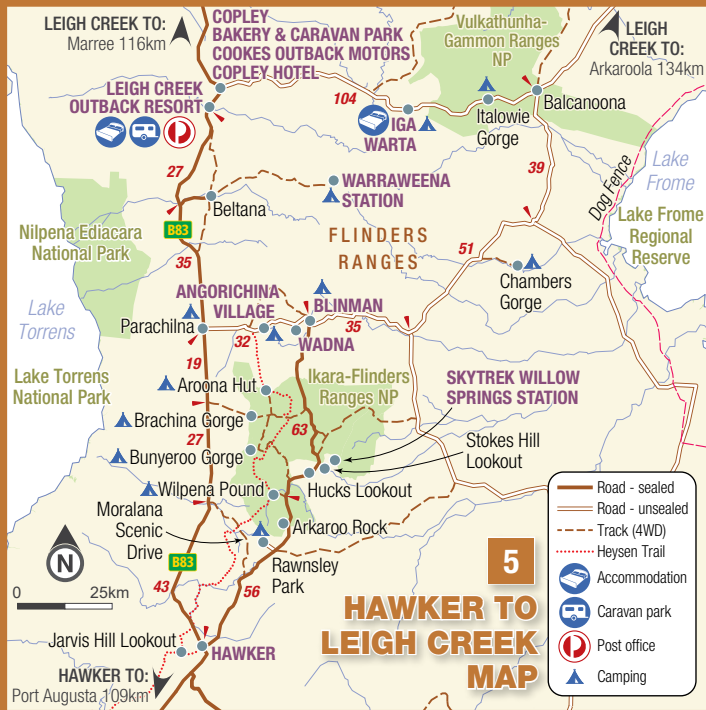 LEIGH CREEK TO:
Marree 116km
COPLEY
BAKERY & CARAVAN PARK
COOKES OUTBACK MOTORS
COPLEY HOTEL
Vulkathunha-
Gammon Ranges
NP
LEIGH
CREEK TO:
Arkaroola 134km
LEIGH CREEK
OUTBACK RESORT
104
IGA
WARTA
Italowie
Gorge
Balcanoona
27
39
Dog Fence
Lake
Frome
Lake Frome
Regional
Reserve
Beltana
WARRAWEENA
STATION
B83
Nilpena Ediacara
National Park
FLINDERS
RANGES
35
51
Chambers
Gorge
ANGORICHINA
VILLAGE
BLINMAN
Parachilna
32
35
WADNA
Lake
Torrens
19
Lake Torrens
National Park
Aroona Hut
Ikara-Flinders
Ranges NP
SKYTREK WILLOW
SPRINGS STATION
Brachina Gorge
27
63
Stokes Hill
Lookout
Bunyeroo Gorge
Wilpena Pound
Hucks Lookout
Moralana
Scenic
Drive
Arkaroo Rock
Rawnsley
Park
B83
N
0 25km
43
56
Jarvis Hill Lookout
HAWKER
HAWKER TO:
Port Augusta 109km
5
HAWKER TO
LEIGH CREEK
MAP
Road - sealed
Road - unsealed
Track (4WD)
Heysen Trail
Accommodation
Caravan park
Post office
Camping